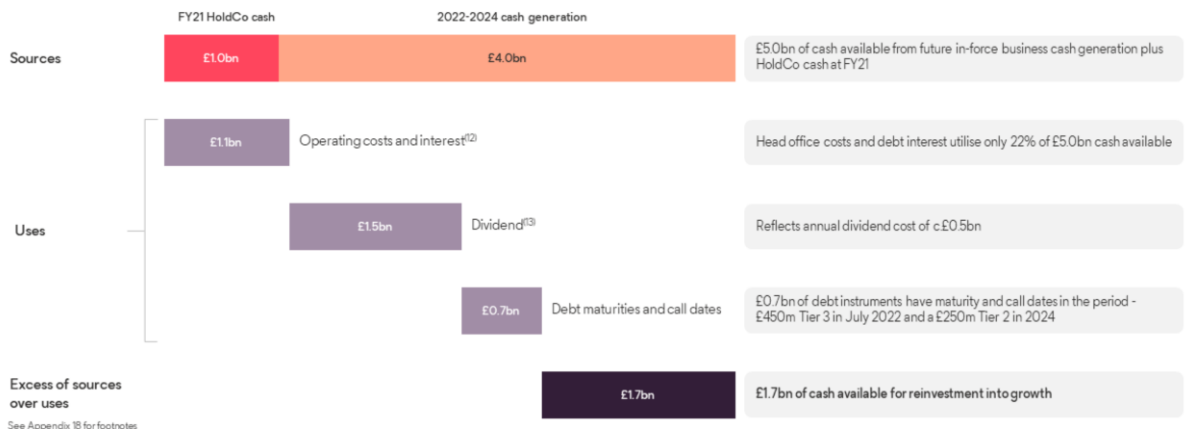 FY21 HoldCo cash
2022-2024 cash generation
Sources
£1.0bn
£4.0bn
£5.0bn of cash available from future in-force business cash generation plus
HoldCo cash at FY21
£1.1bn
Operating costs and interest(12)
Head office costs and debt interest utilise only 22% of £5.0bn cash available
Uses
£1.5bn
Dividend(13)
Reflects annual dividend cost of c.£0.5bn
£0.7bn
Debt maturities and call dates
£0.7bn of debt instruments have maturity and call dates in the period -
£450m Tier 3 in July 2022 and a £250m Tier 2 in 2024
Excess of sources
over uses
£1.7bn
£1.7bn of cash available for reinvestment into growth
See Appendix 18 for footnotes